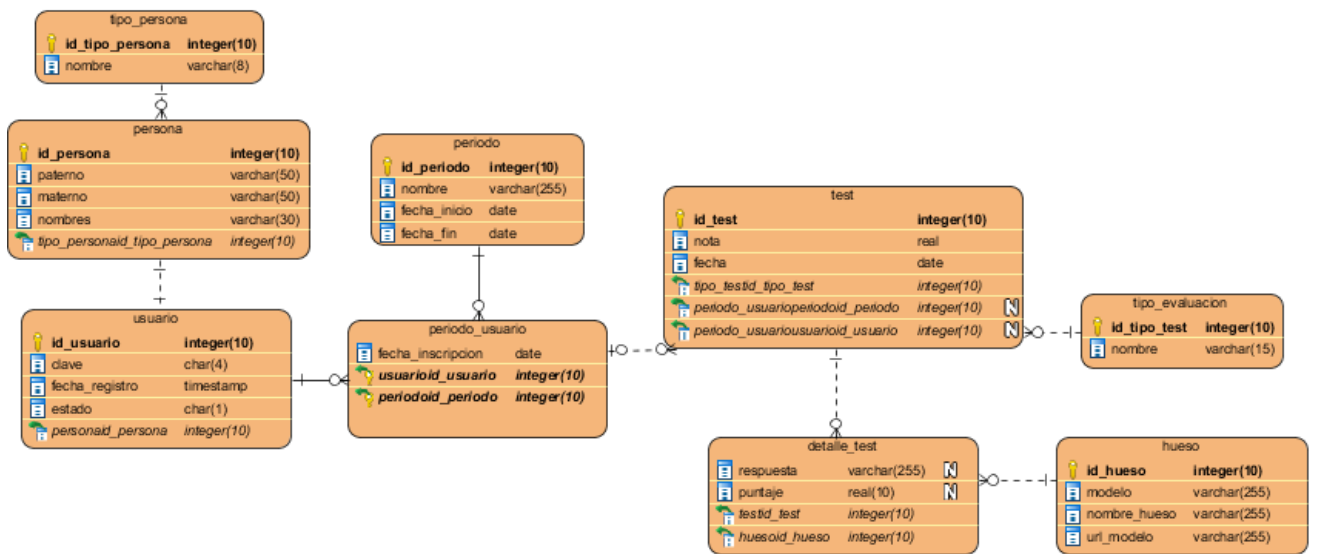 tipo_persona
id_tipo_persona integer(10)
nombre varchar(8)
persona
id_persona integer(10)
paterno varchar(50)
materno varchar(50)
nombres varchar(30)
tipo_personaid_tipo_persona integer(10)
usuario
id_usuario integer(10)
clave char(4)
fecha_registro timestamp
estado char(1)
personaid_persona integer(10)
periodo
id_periodo integer(10)
nombre varchar(255)
fecha_inicio date
fecha_fin date
periodo_usuario
fecha_inscripcion date
usuarioid_usuario integer(10)
periodoid_periodo integer(10)
test
id_test integer(10)
nota real
fecha date
tipo_testid_tipo_test integer(10)
periodo_usuarioperiodoid_periodo integer(10) N
periodo_usuariousuarioid_usuario integer(10) N
tipo_evaluacion
id_tipo_test integer(10)
nombre varchar(15)
detalle_test
respuesta varchar(255) N
puntaje real(10) N
testid_test integer(10)
huesoid_hueso integer(10)
hueso
id_hueso integer(10)
modelo varchar(255)
nombre_hueso varchar(255)
url_modelo varchar(255)